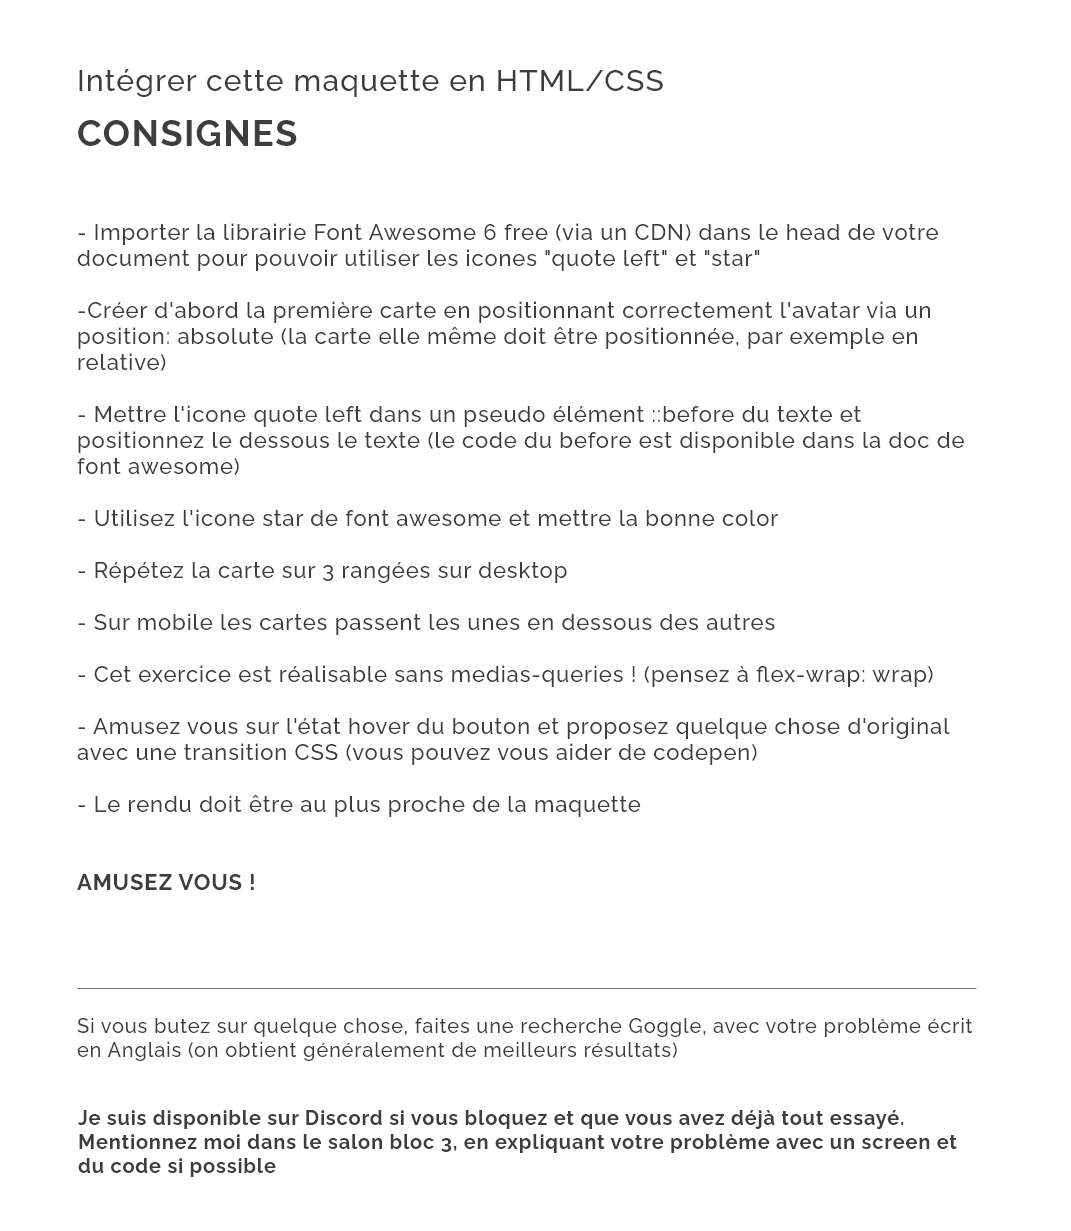 Intégrer cette maquette en HTML/CSS
CONSIGNES
- Importer la librairie Font Awesome 6 free (via un CDN) dans le head de votre
document pour pouvoir utiliser les icones "quote left" et "star"
-Créer d'abord la première carte en positionnant correctement l'avatar via un
position: absolute (la carte elle même doit être positionnée, par exemple en
relative)
- Mettre l'icone quote left dans un pseudo élément ::before du texte et
positionnez le dessous le texte (le code du before est disponible dans la doc de
font awesome)
- Utilisez l'icone star de font awesome et mettre la bonne color
- Répétez la carte sur 3 rangées sur desktop
- Sur mobile les cartes passent les unes en dessous des autres
- Cet exercice est réalisable sans medias-queries ! (pensez à flex-wrap: wrap)
- Amusez vous sur l'état hover du bouton et proposez quelque chose d'original
avec une transition CSS (vous pouvez vous aider de codepen)
- Le rendu doit être au plus proche de la maquette
AMUSEZ VOUS !
Si vous butez sur quelque chose, faites une recherche Goggle, avec votre problème écrit
en Anglais (on obtient généralement de meilleurs résultats)
Je suis disponible sur Discord si vous bloquez et que vous avez déjà tout essayé.
Mentionnez moi dans le salon bloc 3, en expliquant votre problème avec un screen et
du code si possible